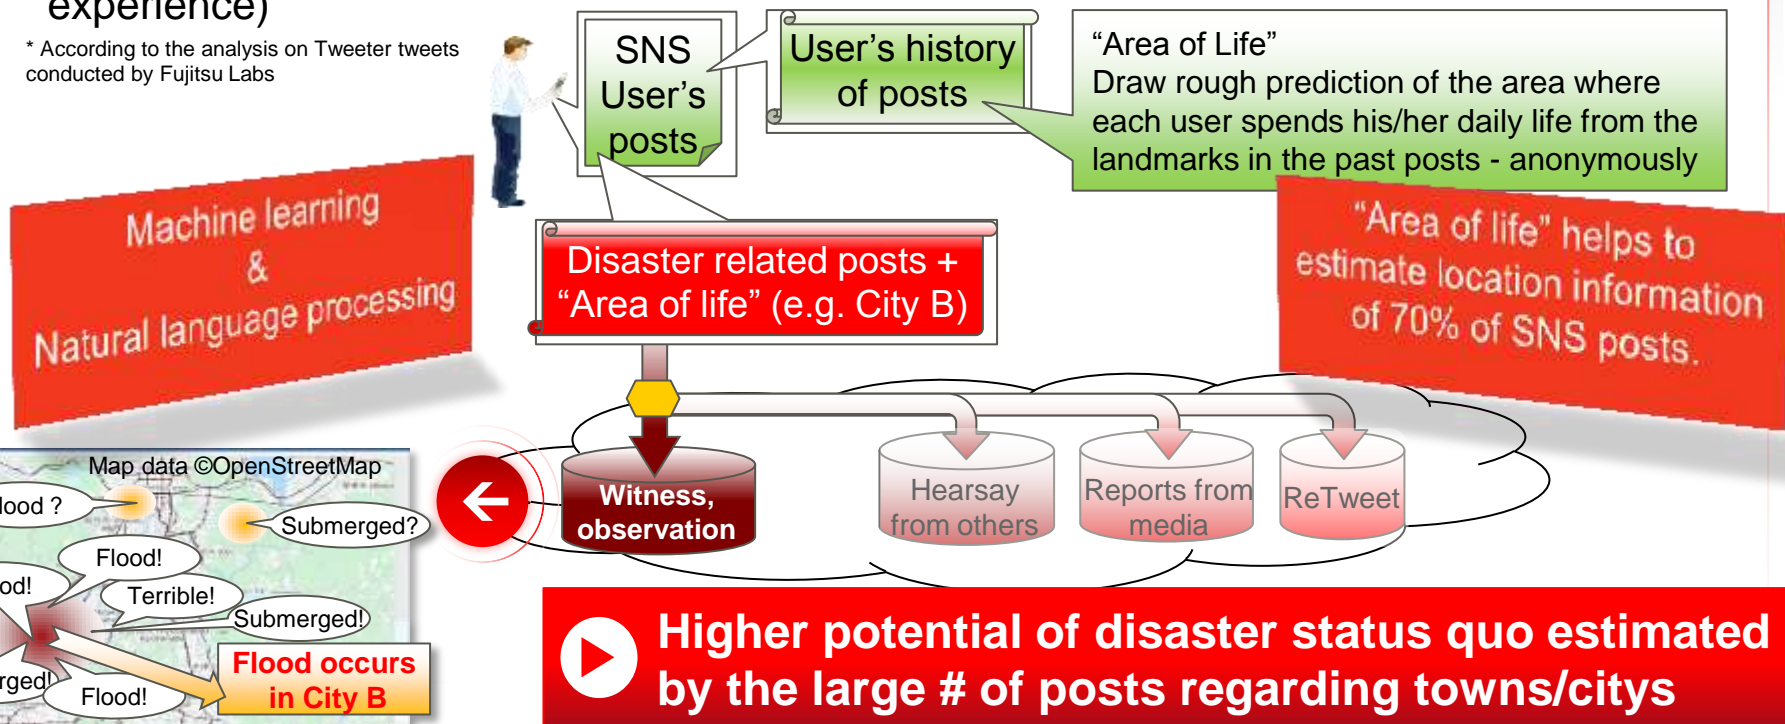 experience)
* According to the analysis on Tweeter tweets
conducted by Fujitsu Labs
SNS
User's
posts
User's history
of posts
“Area of Life”
Draw rough prediction of the area where
each user spends his/her daily life from the
landmarks in the past posts - anonymously
Machine learning
&
Natural language processing
Disaster related posts +
“Area of life” (e.g. City B)
“Area of life” helps to
estimate location information
of 70% of SNS posts.
Witness,
observation
Hearsay
from others
Reports from
media
ReTweet
Map data ©OpenStreetMap
lood ?
Submerged?
Flood!
od!
Terrible!
Submerged!
rged!
Flood!
Flood occurs
in City B
Higher potential of disaster status quo estimated
by the large # of posts regarding towns/citys